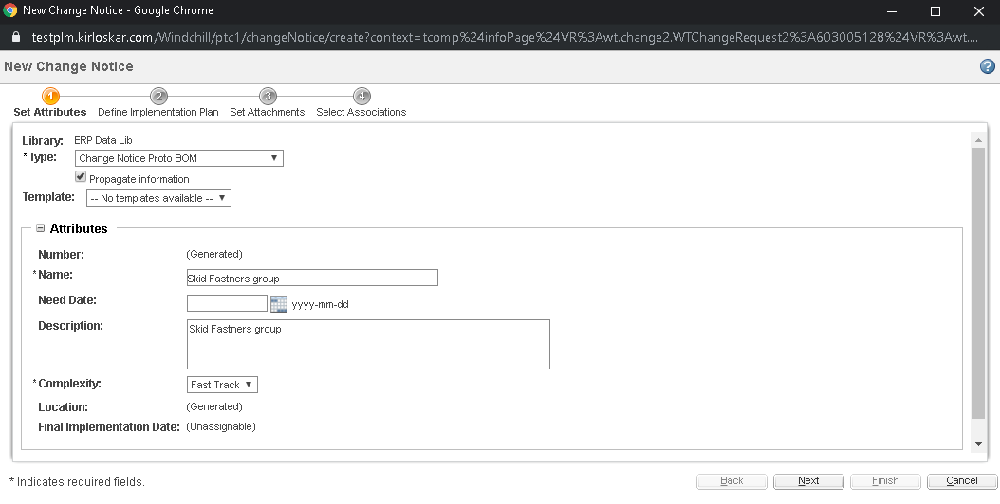 New Change Notice - Google Chrome
testplm.kirloskar.com/Windchill/ptc1/changeNotice/create?context=tcomp%24infoPage%24VR%3Awt.change2.WTChangeRequest2%3A603005128%24VR%3Awt....
New Change Notice
?
1 2 3 4
Set Attributes Define Implementation Plan Set Attachments Select Associations
Library: ERP Data Lib
*Type: Change Notice Proto BOM
Propagate information
Template: -- No templates available --
Attributes
Number: (Generated)
*Name: Skid Fastners group
Need Date: yyyy-mm-dd
Description: Skid Fastners group
*Complexity: Fast Track
Location: (Generated)
Final Implementation Date: (Unassignable)
* Indicates required fields. Back Next Finish Cancel